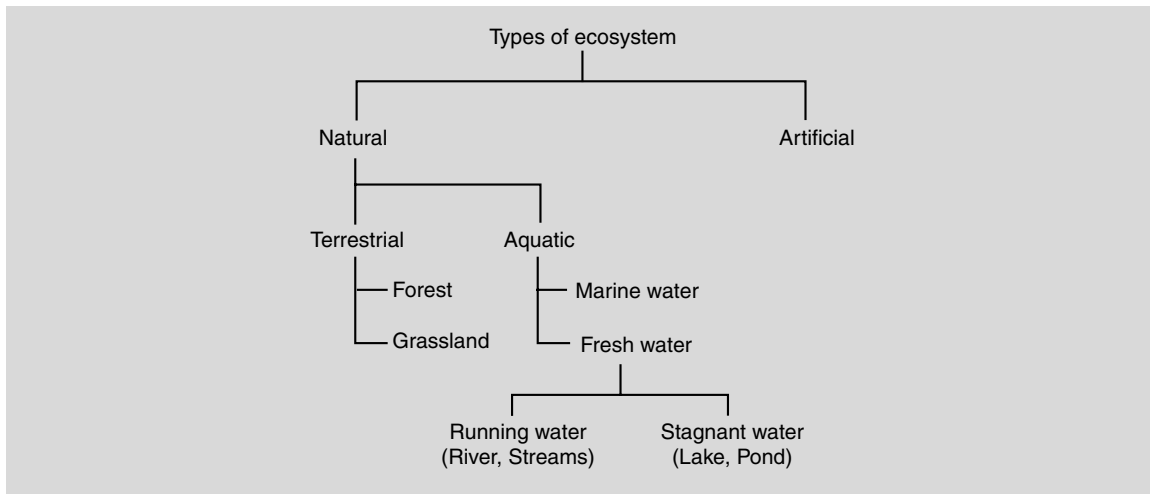 Types of ecosystem
Natural
Artificial
Terrestrial
Aquatic
Forest
Marine water
Grassland
Fresh water
Running water
(River, Streams)
Stagnant water
(Lake, Pond)